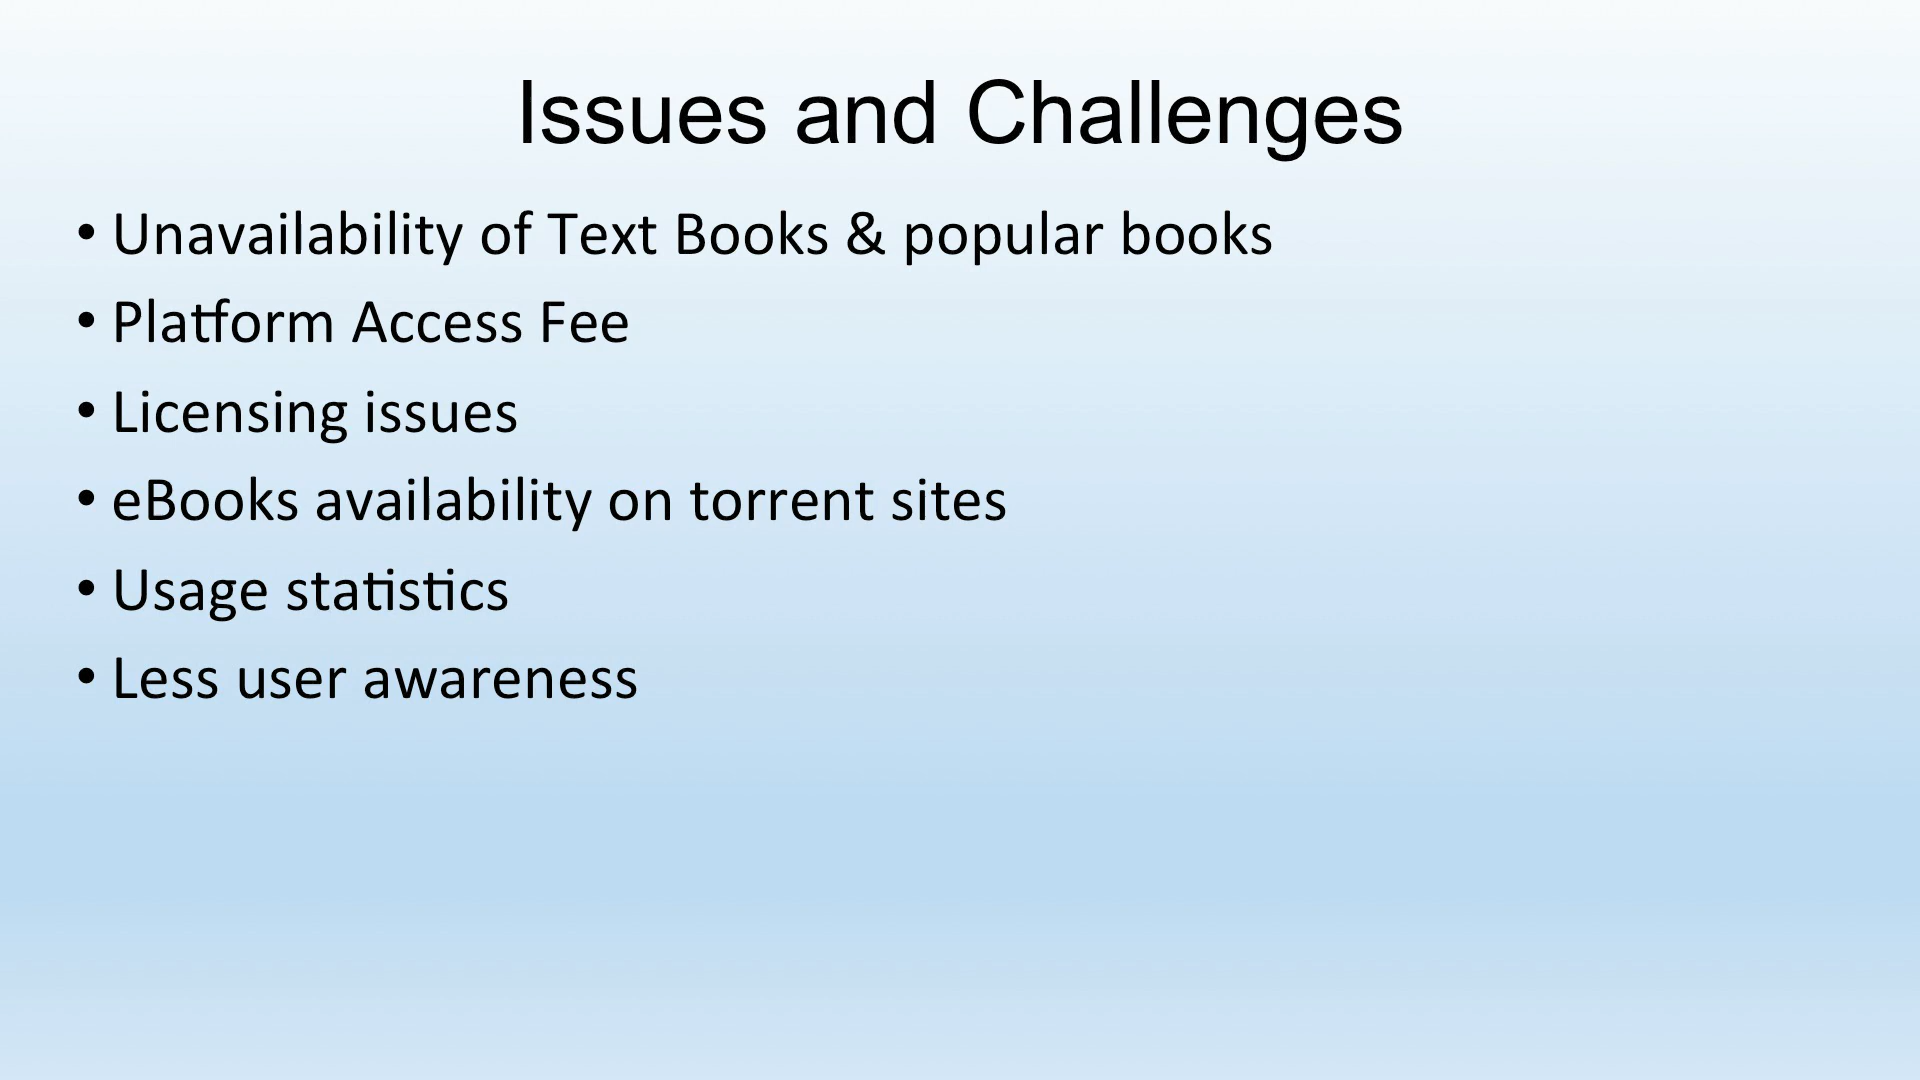 Issues and Challenges
• Unavailability of Text Books & popular books
• Platform Access Fee
• Licensing issues
• eBooks availability on torrent sites
• Usage statistics
• Less user awareness